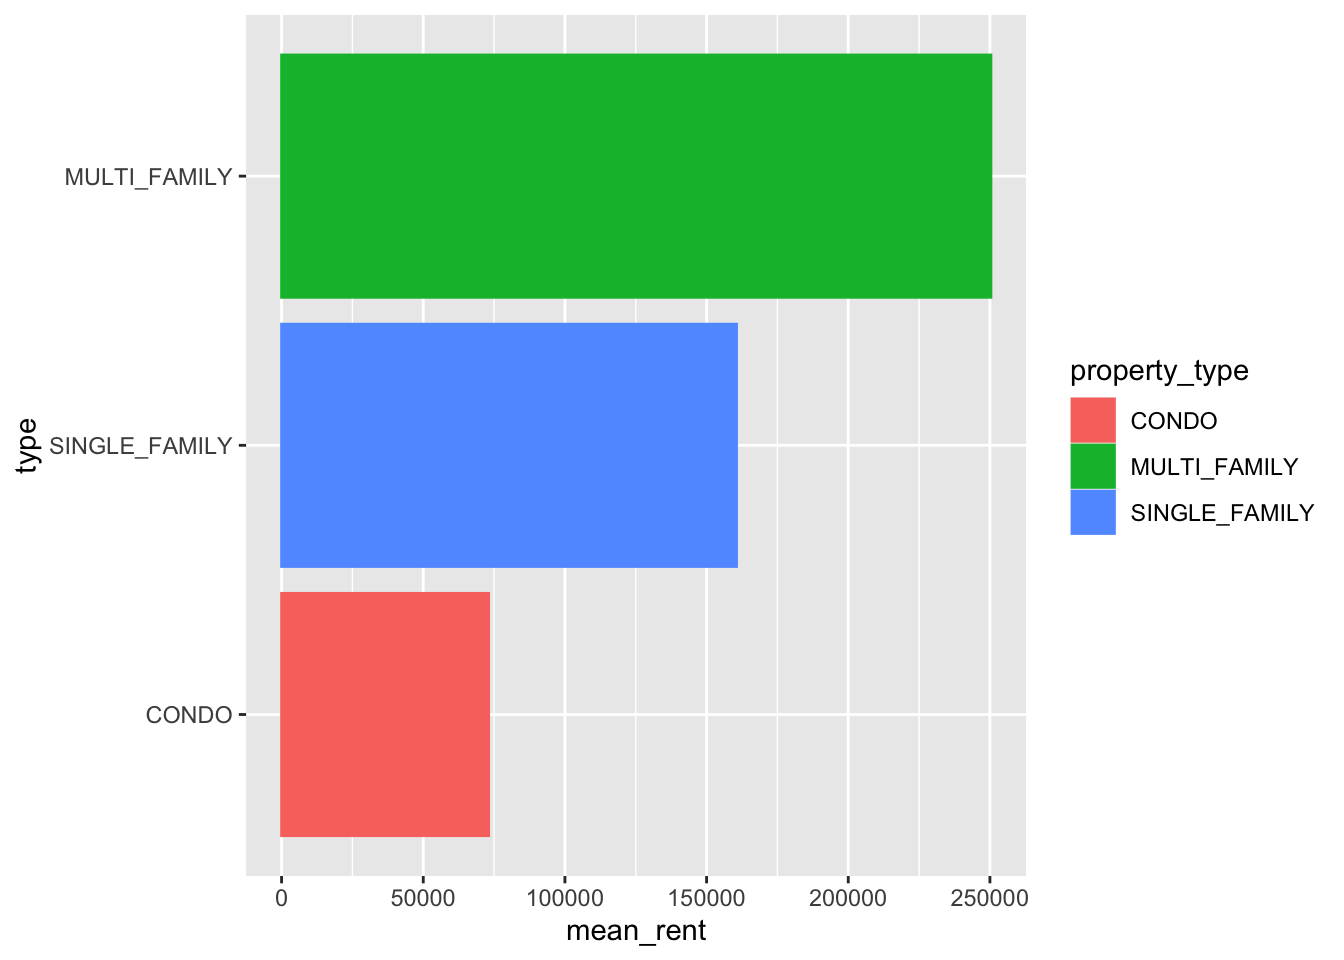 MULTI_FAMILY
SINGLE_FAMILY
CONDO
type
0 50000 100000 150000 200000 250000
mean_rent
property_type
CONDO
MULTI_FAMILY
SINGLE_FAMILY